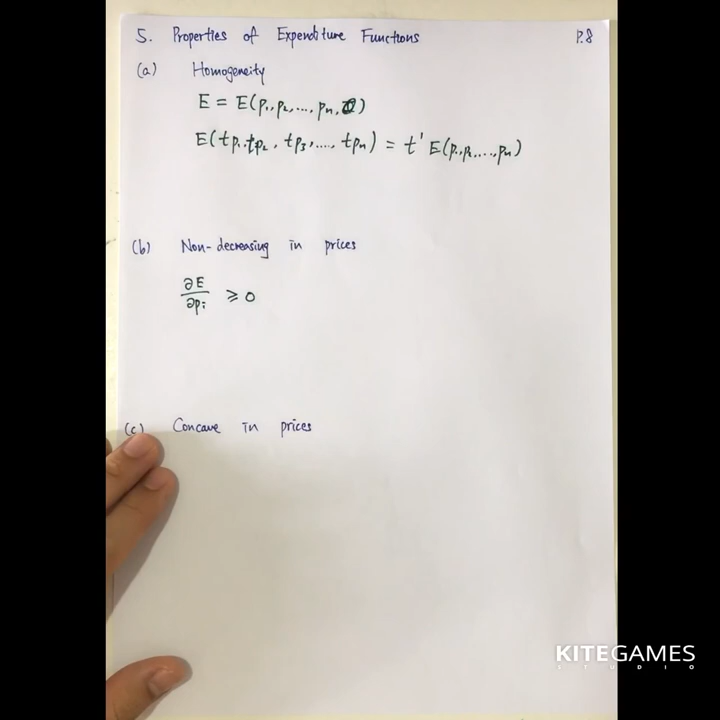 5. Properties of Expenditure Functions P.8
(a) Homogeneity
E = E(p₁,p₂,...,pₙ, )
E(tp₁,tp₂, tp₃,...., tpₙ) = t¹ E(p₁,p₂,...,pₙ)
(b) Non-decreasing in prices
∂E/∂pᵢ ≥ 0
(c) Concave in prices
KITEGAMES
STUDIO